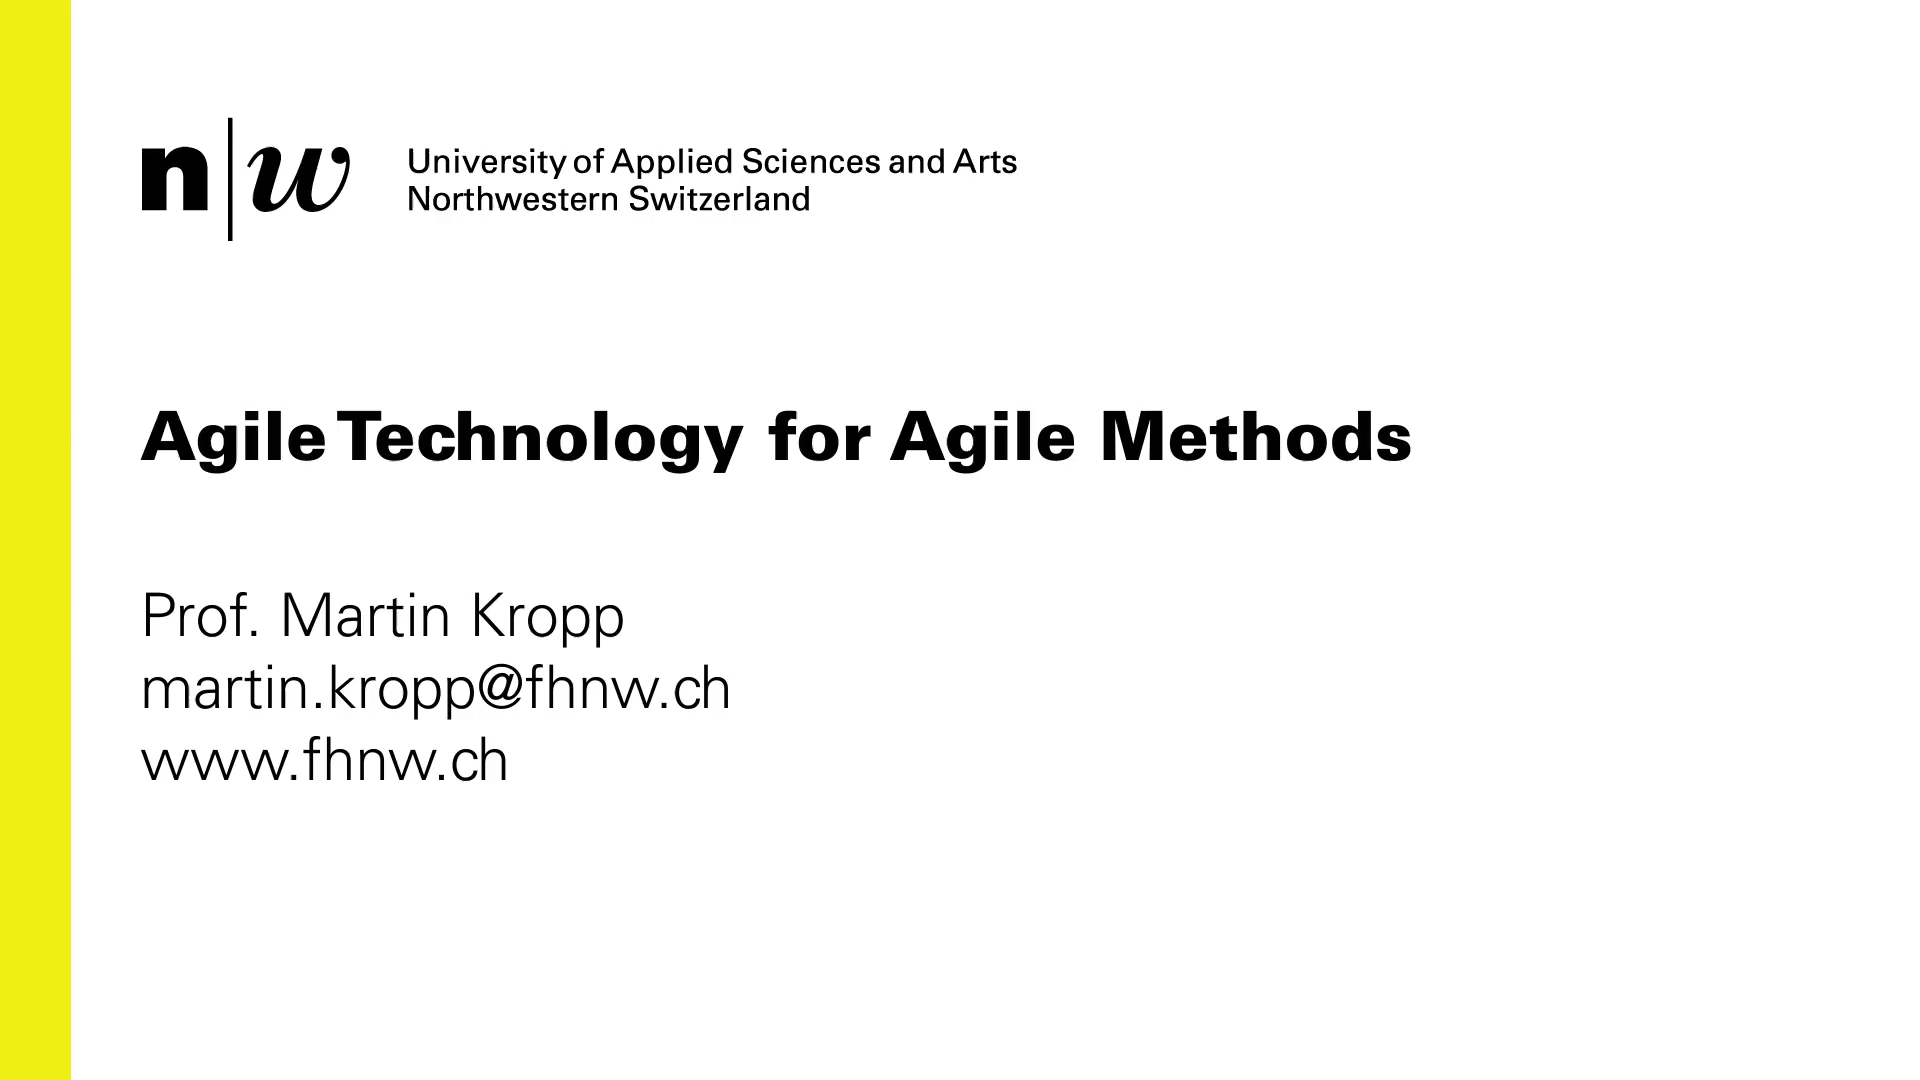 n|w
University of Applied Sciences and Arts
Northwestern Switzerland
Agile Technology for Agile Methods
Prof. Martin Kropp
martin.kropp@fhnw.ch
www.fhnw.ch